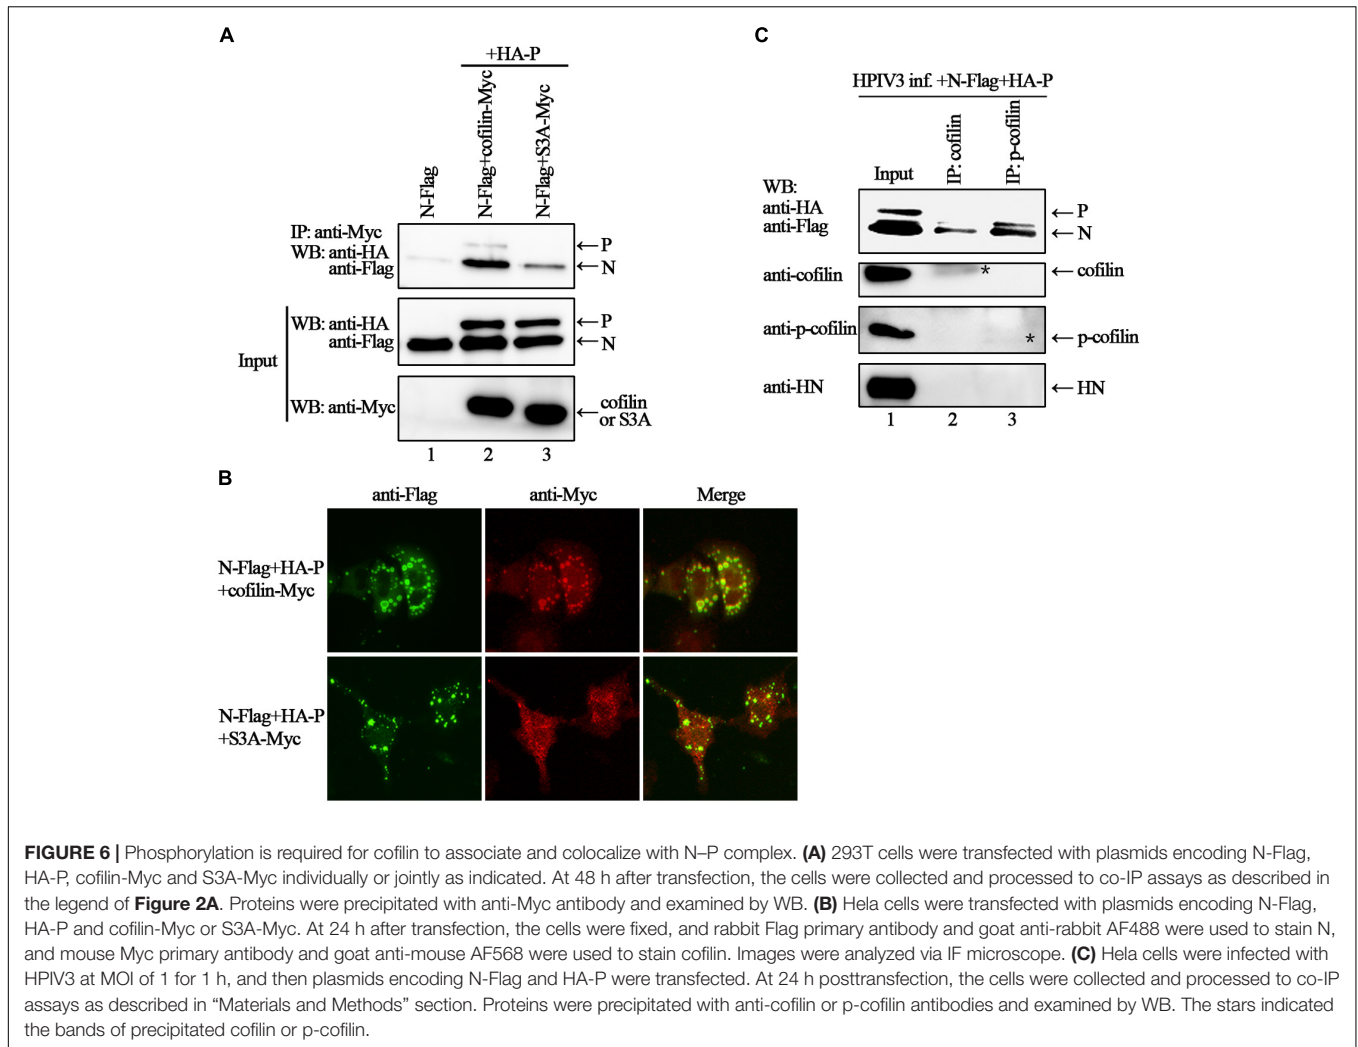 A
+HA-P
N-Flag
N-Flag+cofilin-Myc
N-Flag+S3A-Myc
IP: anti-Myc
WB: anti-HA
anti-Flag
←P
←N
Input
WB: anti-HA
anti-Flag
←P
←N
WB: anti-Myc
←cofilin
or S3A
1 2 3
C
HPIV3 inf. +N-Flag+HA-P
Input
IP: cofilin
IP: p-cofilin
WB:
anti-HA
anti-Flag
←P
←N
anti-cofilin
*
←cofilin
anti-p-cofilin
*
←p-cofilin
anti-HN
←HN
1 2 3
B
anti-Flag anti-Myc Merge
N-Flag+HA-P
+cofilin-Myc
N-Flag+HA-P
+S3A-Myc
FIGURE 6 | Phosphorylation is required for cofilin to associate and colocalize with N–P complex. (A) 293T cells were transfected with plasmids encoding N-Flag,
HA-P, cofilin-Myc and S3A-Myc individually or jointly as indicated. At 48 h after transfection, the cells were collected and processed to co-IP assays as described in
the legend of Figure 2A. Proteins were precipitated with anti-Myc antibody and examined by WB. (B) Hela cells were transfected with plasmids encoding N-Flag,
HA-P and cofilin-Myc or S3A-Myc. At 24 h after transfection, the cells were fixed, and rabbit Flag primary antibody and goat anti-rabbit AF488 were used to stain N,
and mouse Myc primary antibody and goat anti-mouse AF568 were used to stain cofilin. Images were analyzed via IF microscope. (C) Hela cells were infected with
HPIV3 at MOI of 1 for 1 h, and then plasmids encoding N-Flag and HA-P were transfected. At 24 h posttransfection, the cells were collected and processed to co-IP
assays as described in “Materials and Methods” section. Proteins were precipitated with anti-cofilin or p-cofilin antibodies and examined by WB. The stars indicated
the bands of precipitated cofilin or p-cofilin.